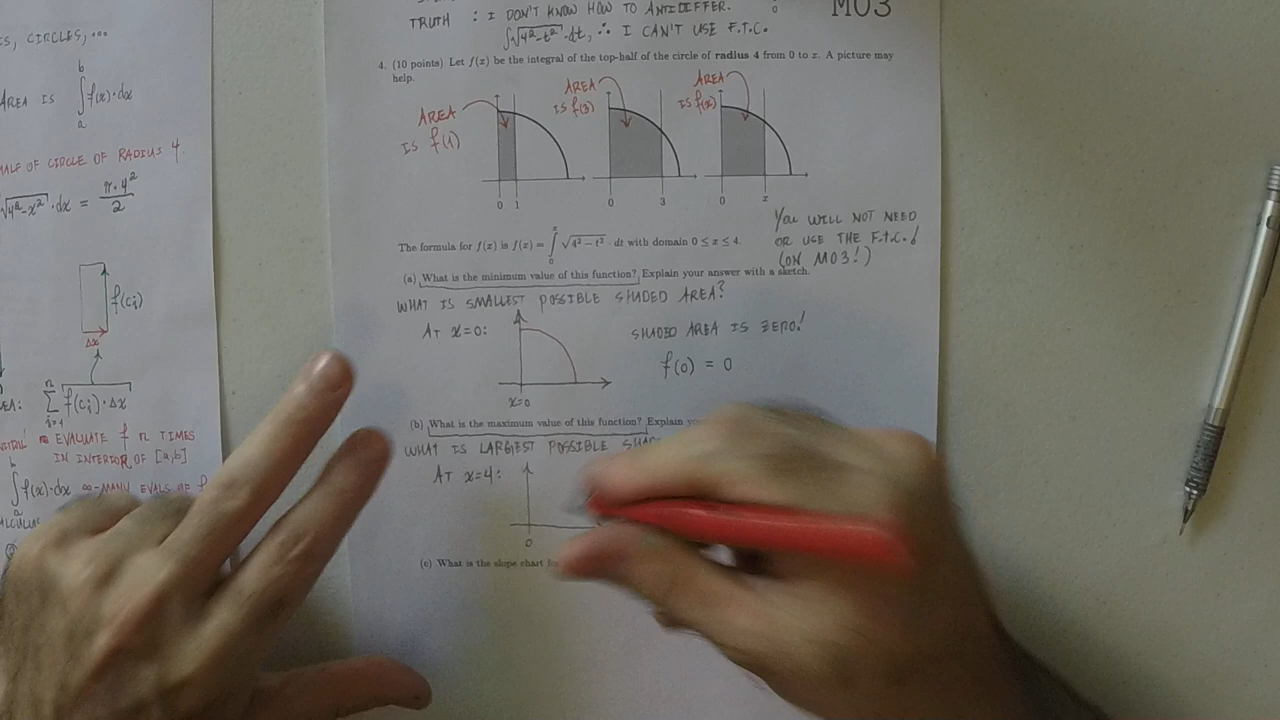 TRUTH : I DON'T KNOW HOW TO ANTIDIFFER.
∫√4²-t² · dt, ∴ I CAN'T USE F.T.C.
M03
S, CIRCLES, ...
AREA IS ∫ₐᵇ f(x)·dx
HALF OF CIRCLE OF RADIUS 4.
√4²-x² · dx = π·4²/2
f(cᵢ)
Δx
EA: Σ f(cᵢ)·Δx
n
i=1
EVALUATE f n TIMES
IN INTERIOR OF [a,b]
∫ₐᵇ f(x)·dx ∞-MANY EVALS OF f
4. (10 points) Let f(x) be the integral of the top-half of the circle of radius 4 from 0 to x. A picture may
help.
AREA
IS f(1)
AREA
IS f(3)
AREA
IS f(x)
0 1
0 3
0 x
The formula for f(x) is f(x) = ∫₀ˣ √4² − t² · dt with domain 0 ≤ x ≤ 4.
YOU WILL NOT NEED
OR USE THE F.T.C.!
(ON M03!)
(a) What is the minimum value of this function? Explain your answer with a sketch.
WHAT IS SMALLEST POSSIBLE SHADED AREA?
AT x=0:
x=0
SHADED AREA IS ZERO!
f(0) = 0
(b) What is the maximum value of this function? Explain
WHAT IS LARGEST POSSIBLE
AT x=4:
0
(c) What is the slope chart